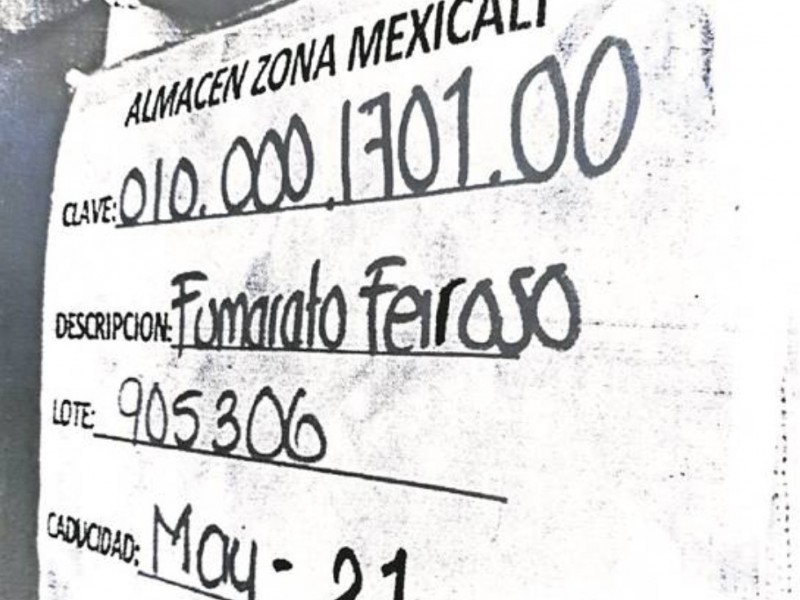 ALMACEN ZONA MEXICALI
CLAVE: 010.000.1701.00
DESCRIPCION: Fumarato Ferroso
LOTE: 905306
CADUCIDAD: May - 21